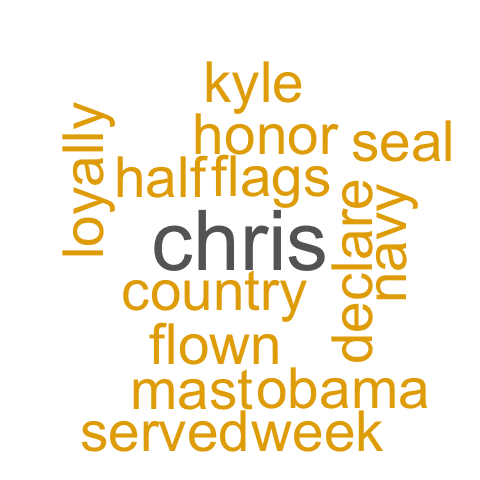 kyle
honor seal
loyally
half flags
chris
declare
navy
country
flown
mast obama
served week